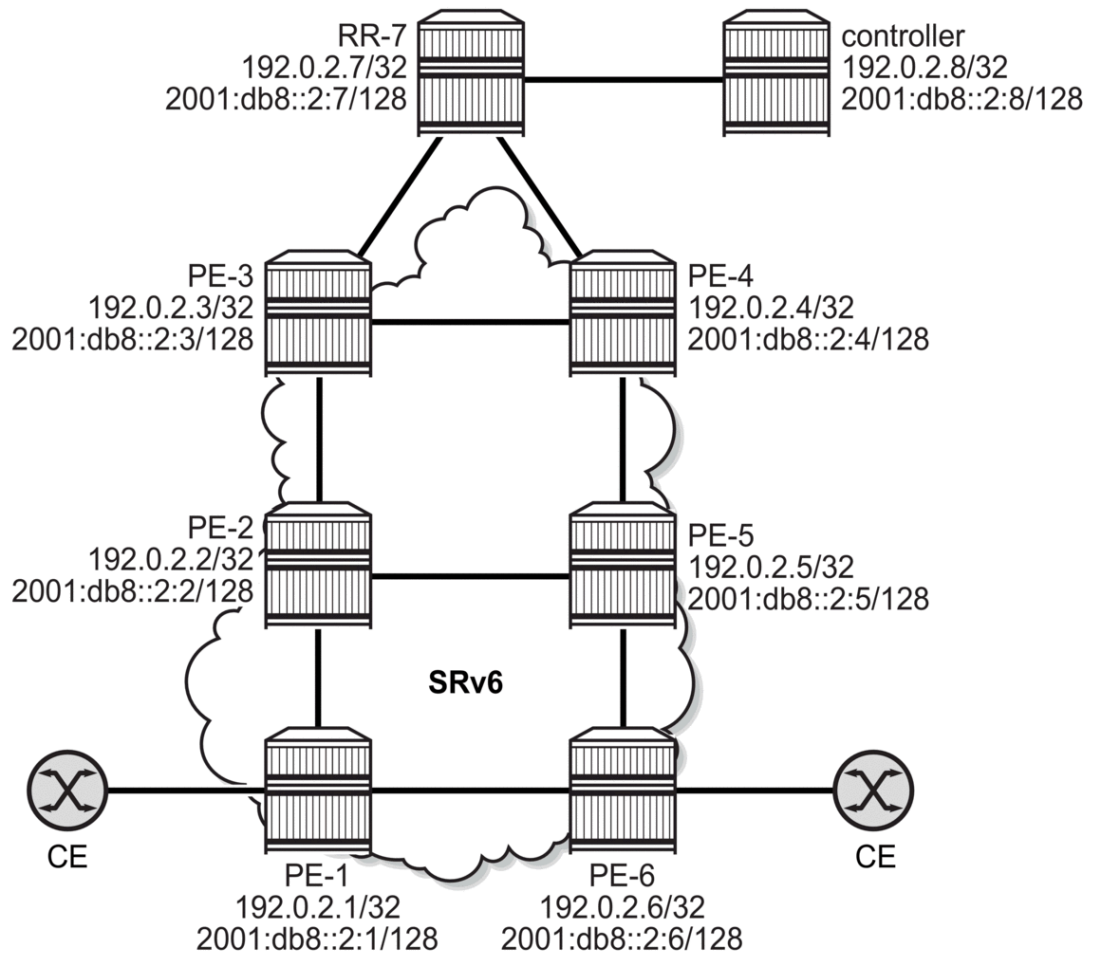 RR-7
192.0.2.7/32
2001:db8::2:7/128
controller
192.0.2.8/32
2001:db8::2:8/128
PE-3
192.0.2.3/32
2001:db8::2:3/128
PE-4
192.0.2.4/32
2001:db8::2:4/128
PE-2
192.0.2.2/32
2001:db8::2:2/128
PE-5
192.0.2.5/32
2001:db8::2:5/128
SRv6
CE
PE-1
192.0.2.1/32
2001:db8::2:1/128
PE-6
192.0.2.6/32
2001:db8::2:6/128
CE